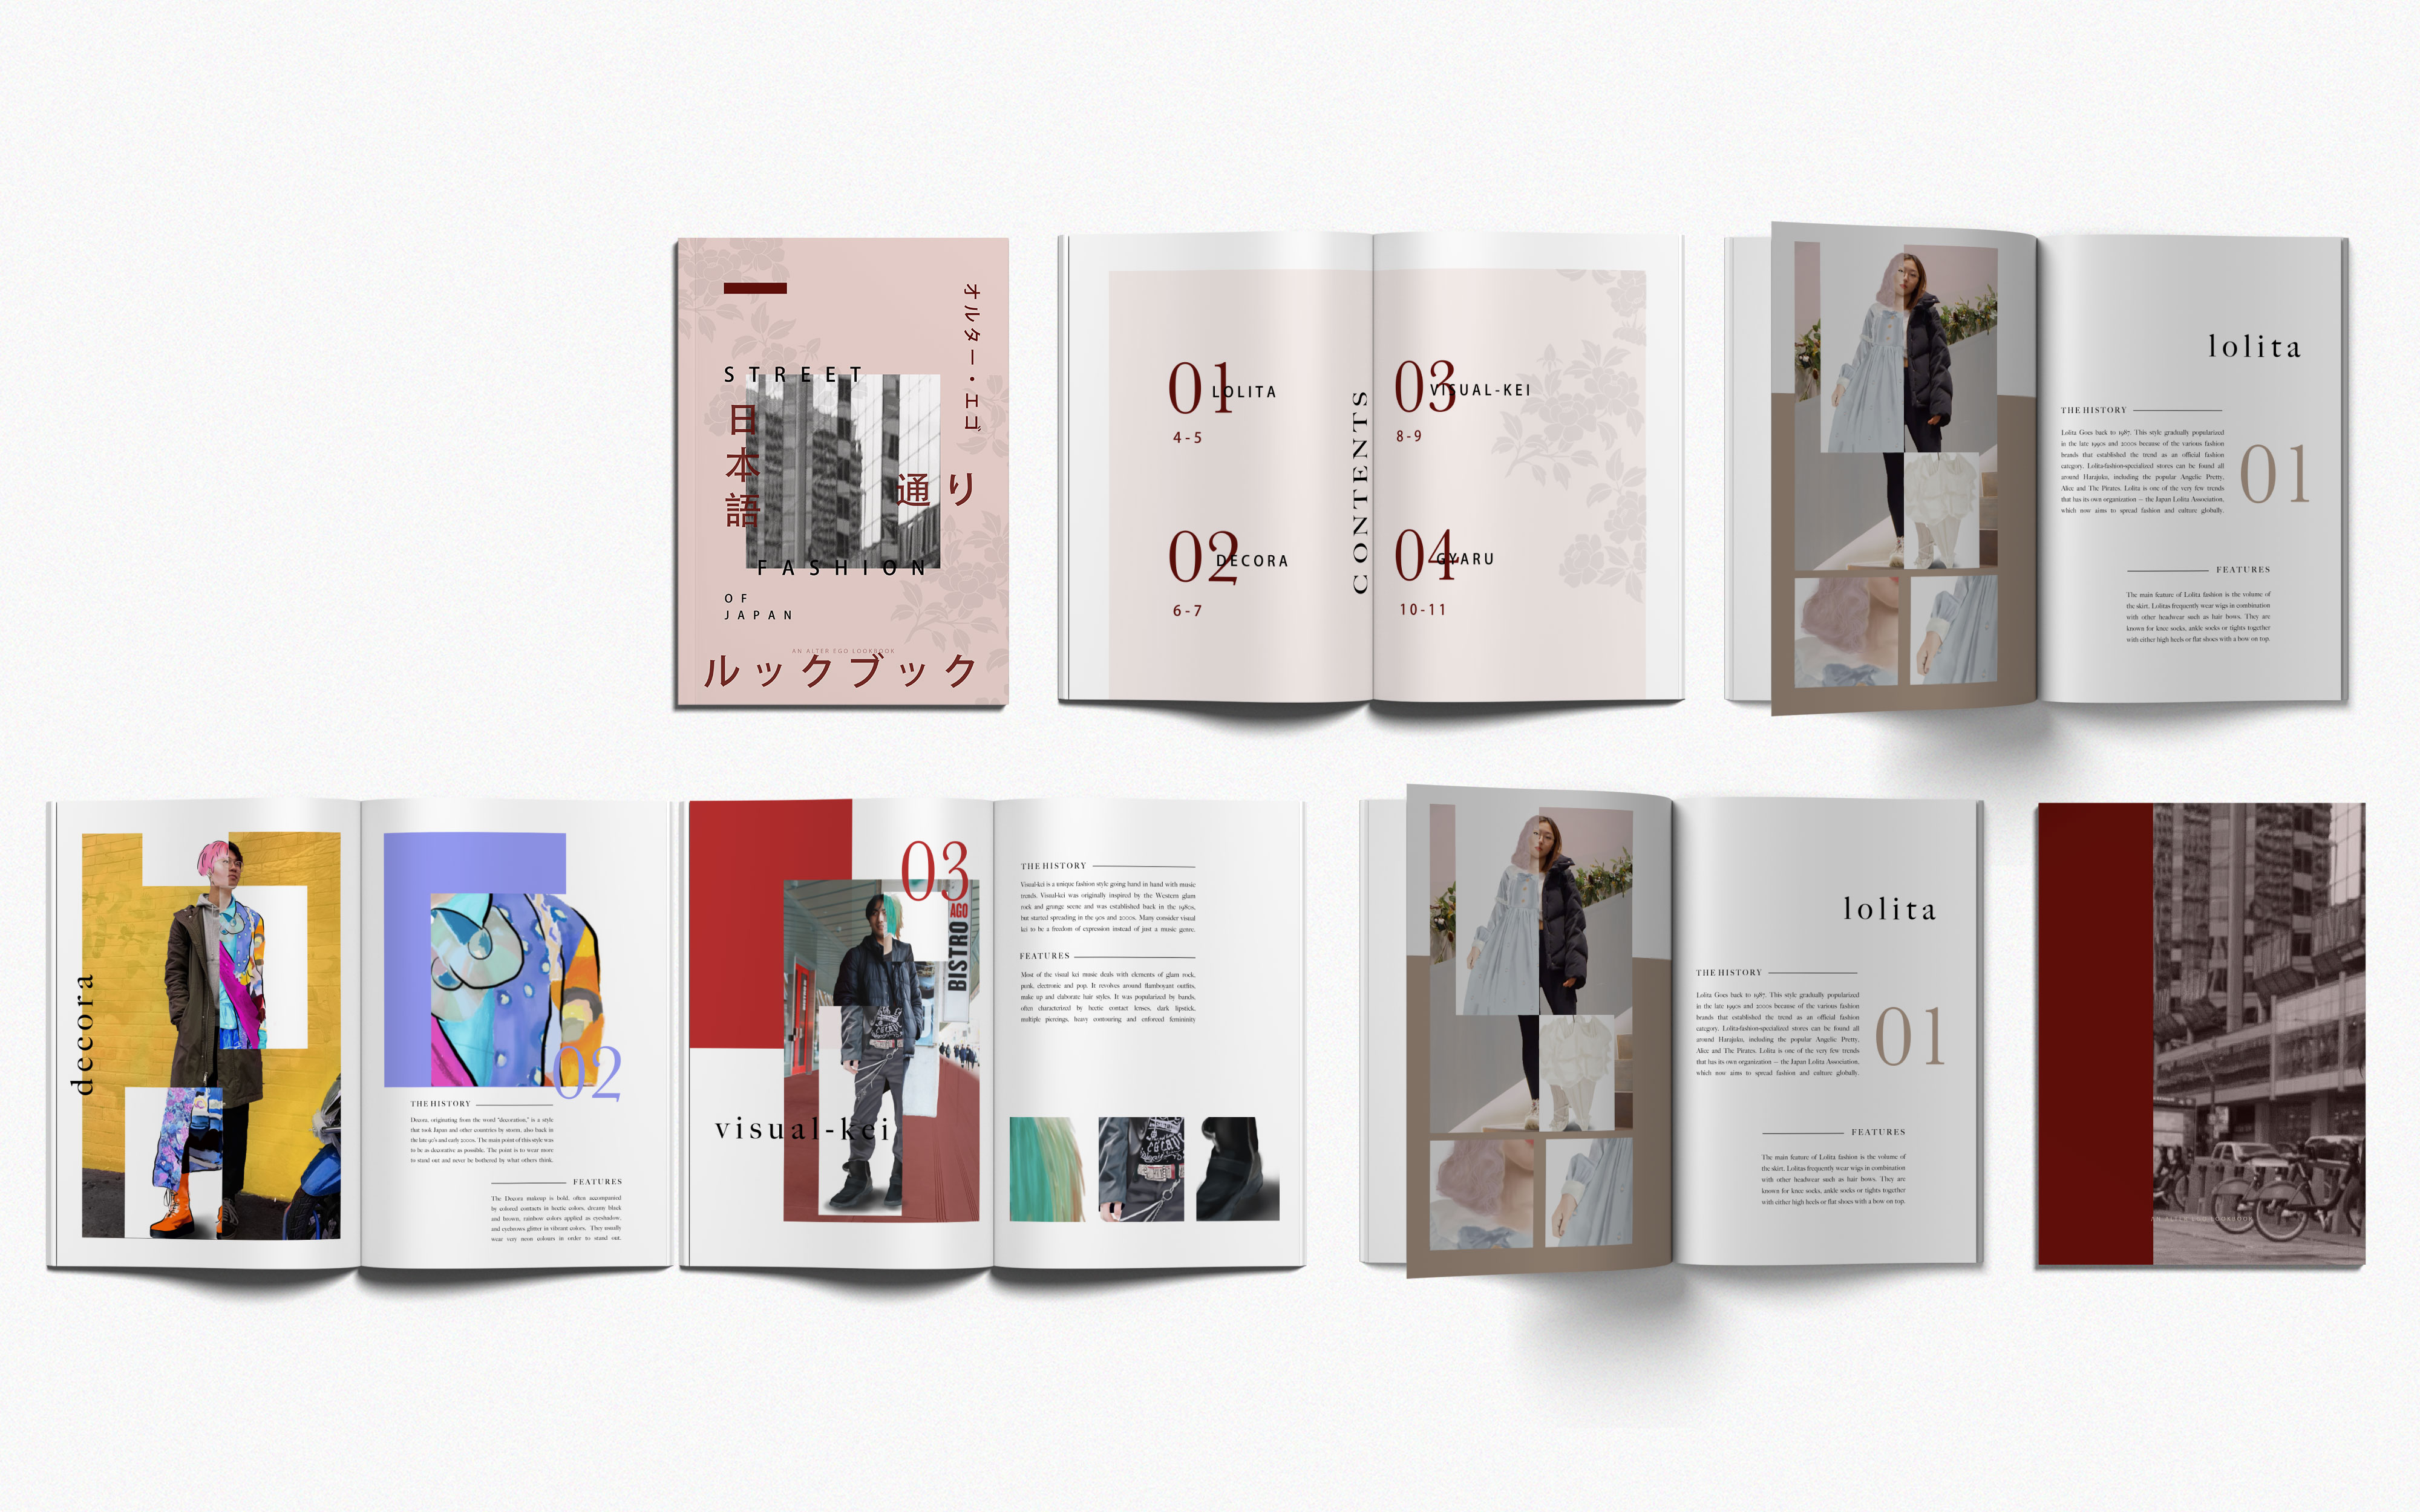 オルター・エゴ
STREET
日本語
通り
FASHION
OF
JAPAN
AN ALTER EGO LOOKBOOK
ルックブック
01 LOLITA
4-5
02 DECORA
6-7
CONTENTS
03 VISUAL-KEI
8-9
04 GYARU
10-11
lolita
THE HISTORY
Lolita Goes back to 1987. This style gradually popularized
in the late 1990s and 2000s because of the various fashion
brands that established the trend as an official fashion
category. Lolita-fashion-specialized stores can be found all
around Harajuku, including the popular Angelic Pretty,
Alice and The Pirates. Lolita is one of the very few trends
that has its own organization – the Japan Lolita Association,
which now aims to spread fashion and culture globally.
01
FEATURES
The main feature of Lolita fashion is the volume of
the skirt. Lolitas frequently wear wigs in combination
with other headwear such as hair bows. They are
known for knee socks, ankle socks or tights together
with either high heels or flat shoes with a bow on top.
decora
02
THE HISTORY
Decora, originating from the word "decoration," is a style
that took Japan and other countries by storm, also back in
the late 90's and early 2000s. The main point of this style was
to be as decorative as possible. The point is to wear more
to stand out and never be bothered by what others think.
FEATURES
The Decora makeup is bold, often accompanied
by colored contacts in hectic colors, dreamy black
and brown, rainbow colors applied as eyeshadow,
and eyebrows glitter in vibrant colors. They usually
wear very neon colours in order to stand out.
03
AGO
BISTRO
visual-kei
THE HISTORY
Visual-kei is a unique fashion style going hand in hand with music
trends. Visual-kei was originally inspired by the Western glam
rock and grunge scene and was established back in the 1980s,
but started spreading in the 90s and 2000s. Many consider visual
kei to be a freedom of expression instead of just a music genre.
FEATURES
Most of the visual kei music deals with elements of glam rock,
punk, electronic and pop. It revolves around flamboyant outfits,
make up and elaborate hair styles. It was popularized by bands,
often characterized by hectic contact lenses, dark lipstick,
multiple piercings, heavy contouring and enforced femininity
lolita
THE HISTORY
Lolita Goes back to 1987. This style gradually popularized
in the late 1990s and 2000s because of the various fashion
brands that established the trend as an official fashion
category. Lolita-fashion-specialized stores can be found all
around Harajuku, including the popular Angelic Pretty,
Alice and The Pirates. Lolita is one of the very few trends
that has its own organization – the Japan Lolita Association,
which now aims to spread fashion and culture globally.
01
FEATURES
The main feature of Lolita fashion is the volume of
the skirt. Lolitas frequently wear wigs in combination
with other headwear such as hair bows. They are
known for knee socks, ankle socks or tights together
with either high heels or flat shoes with a bow on top.
AN ALTER EGO LOOKBOOK